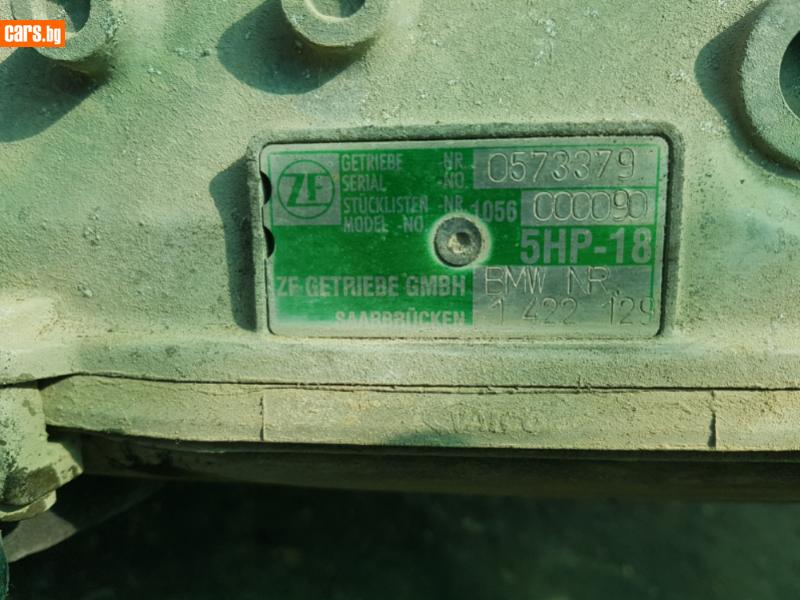 cars.bg
ZF
GETRIEBE NR.
SERIAL NO.
0573379
STÜCKLISTEN -NR.
MODEL -NO.
1056 000090
5HP-18
ZF GETRIEBE GMBH
SAARBRÜCKEN
BMW NR.
1 422 129
VAICO